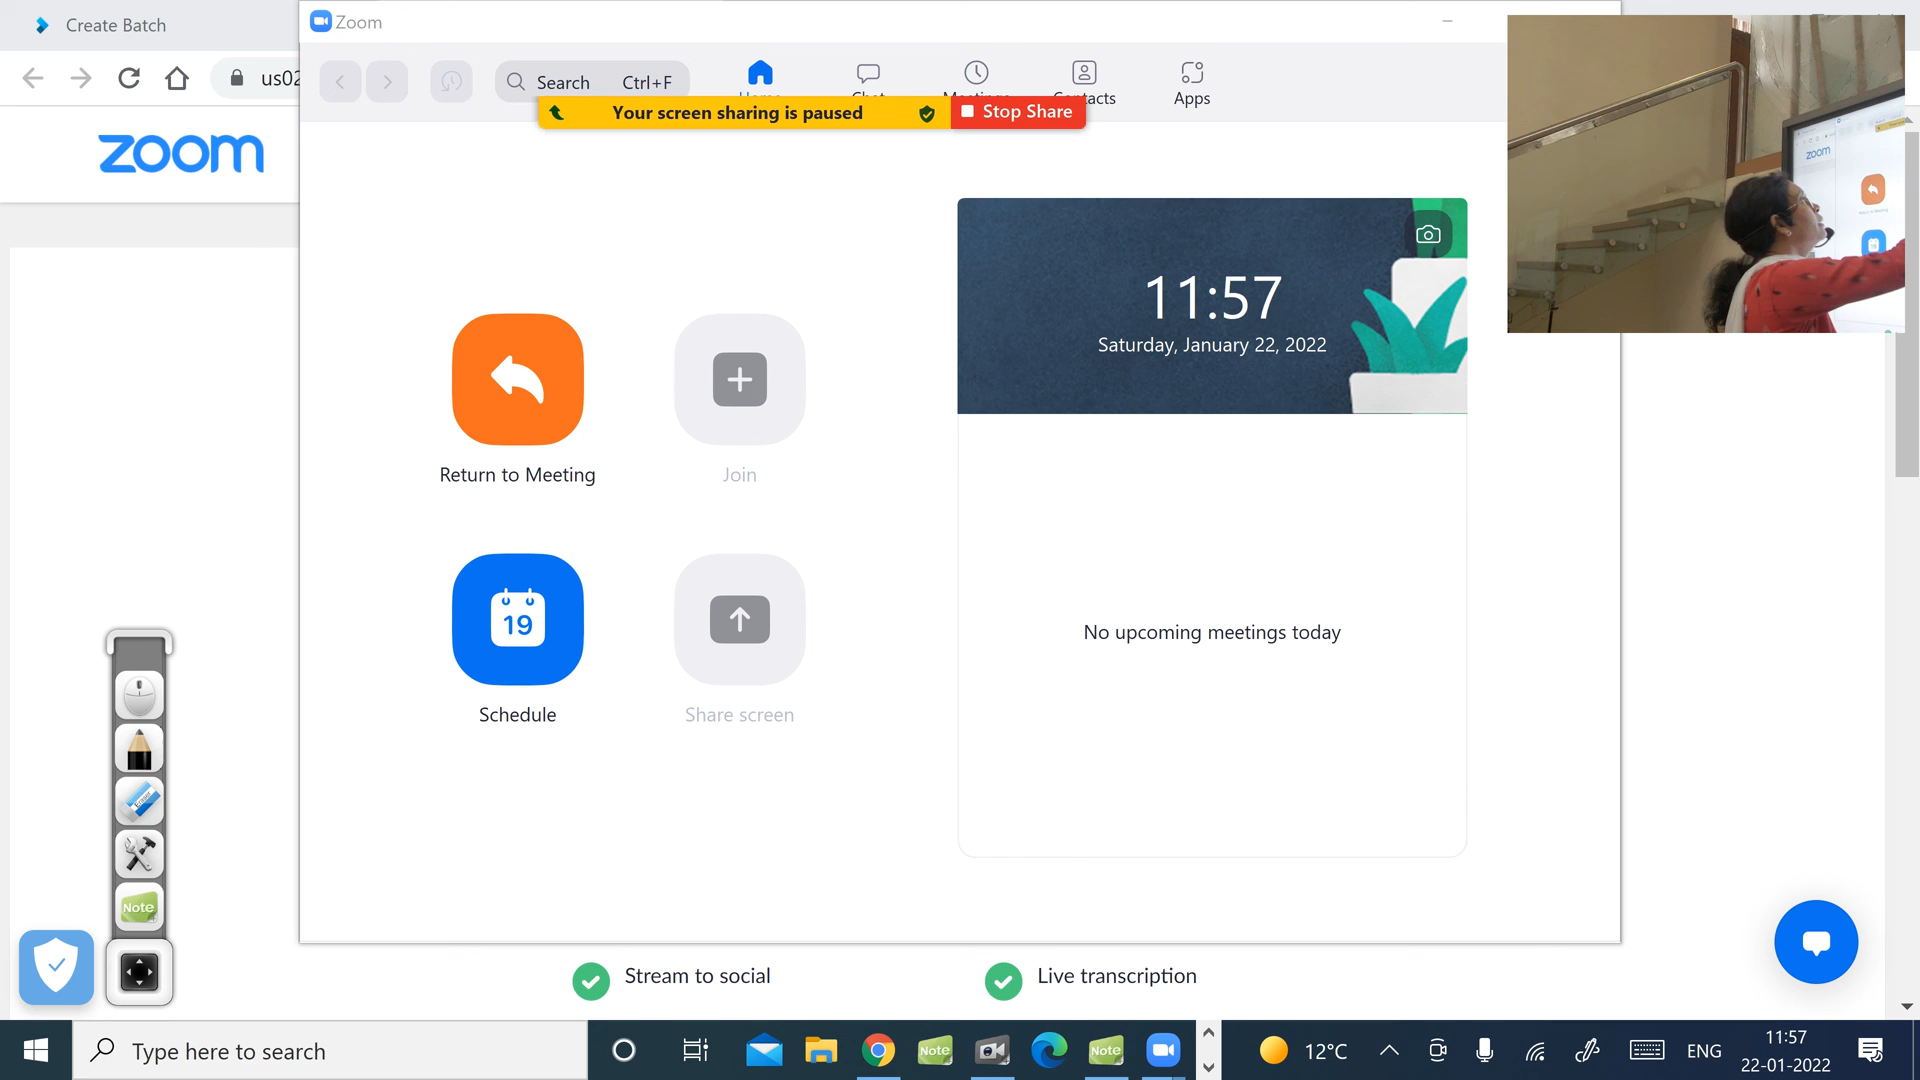 Create Batch
us02
zoom
Zoom
Search Ctrl+F
Apps
Your screen sharing is paused
Stop Share
zoom
11:57
Saturday, January 22, 2022
Return to Meeting
Join
19
Schedule
Share screen
No upcoming meetings today
Note
Stream to social
Live transcription
Type here to search
Note
Note
12°C
ENG
11:57
22-01-2022